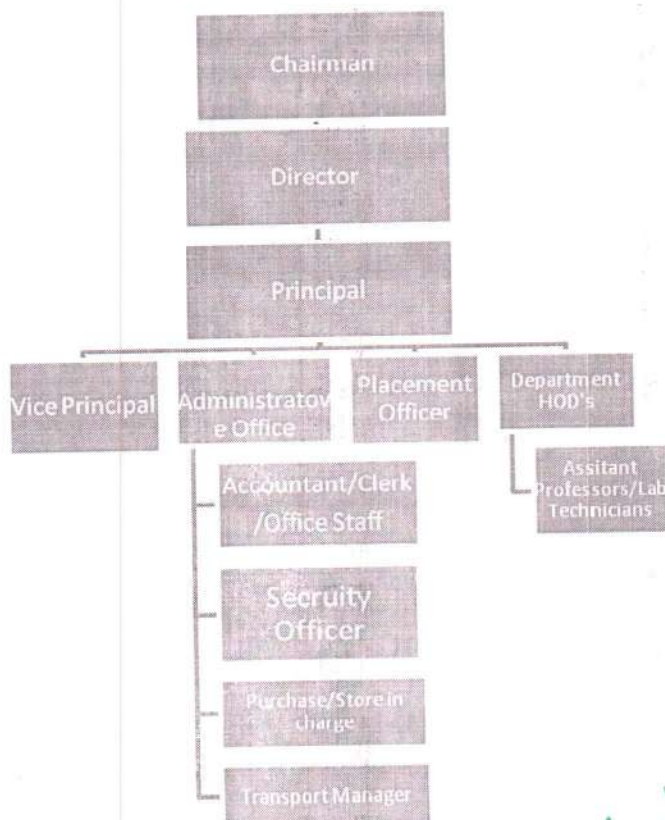 Chairman
Director
Principal
Vice Principal
Administratov
e Office
Placement
Officer
Department
HOD's
Accountant/Clerk
/Office Staff
Secruity
Officer
Purchase/Store in
charge
Transport Manager
Assitant
Professors/Lab
Technicians